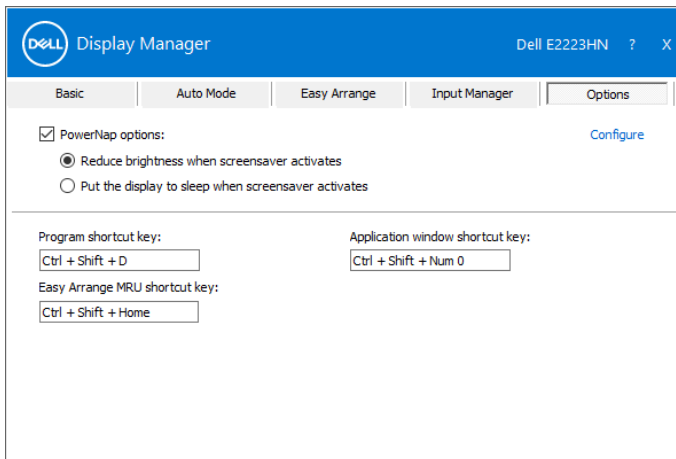 DELL Display Manager Dell E2223HN ? X
Basic Auto Mode Easy Arrange Input Manager Options
PowerNap options: Configure
Reduce brightness when screensaver activates
Put the display to sleep when screensaver activates
Program shortcut key: Application window shortcut key:
Ctrl + Shift + D Ctrl + Shift + Num 0
Easy Arrange MRU shortcut key:
Ctrl + Shift + Home